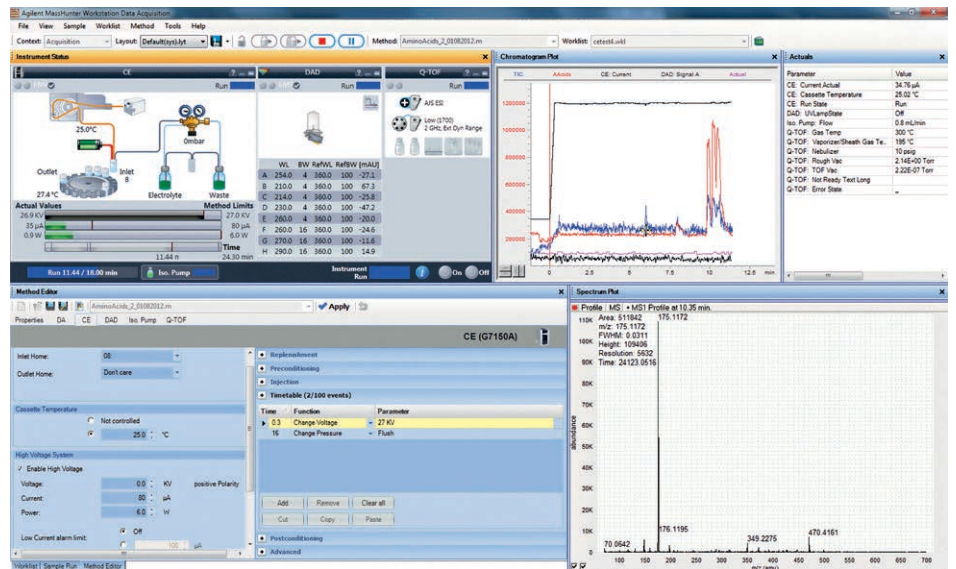 Agilent MassHunter Workstation Data Acquisition
File View Sample Worklist Method Tools Help
Context: Acquisition Layout: Default(sys).lyt Method: AminoAcids_2_01082012.m Worklist:
Instrument Status
CE
Run
25.0°C
0mbar
Outlet
Inlet
8
27.4°C
Electrolyte Waste
Actual Values Method Limits
26.9 KV 27.0 KV
35 µA 80 µA
0.9 W 6.0 W
Time
11.44 n 24.30 min
DAD
Run
WL BW RefWL RefBW [mAU]
A 254.0 4 360.0 100 -27.1
B 210.0 4 360.0 100 67.3
C 214.0 4 360.0 100 -25.8
D 230.0 4 360.0 100 -47.2
E 260.0 4 360.0 100 -20.0
F 260.0 16 360.0 100 -24.6
G 270.0 16 360.0 100 -11.6
H 290.0 16 360.0 100 14.9
Q-TOF
Run
AJS ESI
Low (1700)
2 GHz, Ext Dyn Range
Run 11.44 / 18.00 min Iso. Pump Instrument Run On Off
Chromatogram Plot
TIC AAcids CE: Current DAD: Signal A Actual
1200000
1000000
800000
600000
400000
200000
0 2.5 5 7.5 10 12.5 min
Actuals
Parameter Value
CE: Current Actual 34.76 µA
CE: Cassette Temperature 25.02 °C
CE: Run State Run
DAD: UVLampState Off
Iso. Pump: Flow 0.8 mL/min
Q-TOF: Gas Temp 300 °C
Q-TOF: Vaporizer/Sheath Gas Te.. 195 °C
Q-TOF: Nebulizer 10 psig
Q-TOF: Rough Vac 2.14E+00 Torr
Q-TOF: TOF Vac 2.22E-07 Torr
Q-TOF: Not Ready Text Long
Q-TOF: Error State
Method Editor
AminoAcids_2_01082012.m Apply
Properties DA CE DAD Iso. Pump Q-TOF
CE (G7150A)
Inlet Home: 08
Outlet Home: Don't care
Cassette Temperature
Not controlled
25.0 °C
High Voltage System
Enable High Voltage
Voltage: 0.0 KV positive Polarity
Current: 80 µA
Power: 6.0 W
Low Current alarm limit: Off
100 µA
Replenishment
Preconditioning
Injection
Timetable (2/100 events)
Time Function Parameter
0.3 Change Voltage 27 KV
16 Change Pressure Flush
Add Remove Clear all
Cut Copy Paste
Postconditioning
Advanced
Worklist Sample Run Method Editor
Spectrum Plot
Profile MS MS1 Profile at 10.35 min.
Area: 511842
m/z: 175.1172
FWHM: 0.0311
Height: 109406
Resolution: 5632
Time: 24123.0516
175.1172
110K
100K
90K
80K
70K
60K
50K
40K
30K
20K
10K
0
abundance
70.0642
176.1195
349.2275
470.4161
100 150 200 250 300 350 400 450 500 550 600 650 700
m/z (amu)